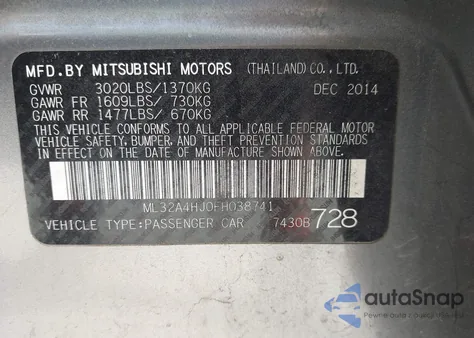 MFD.BY MITSUBISHI MOTORS (THAILAND)CO.,LTD.
GVWR 3020LBS/1370KG DEC 2014
GAWR FR 1609LBS/ 730KG
GAWR RR 1477LBS/ 670KG
THIS VEHICLE CONFORMS TO ALL APPLICABLE FEDERAL MOTOR
VEHICLE SAFETY, BUMPER, AND THEFT PREVENTION STANDARDS
IN EFFECT ON THE DATE OF MANUFACTURE SHOWN ABOVE.
ML32A4HJ0FH038741
VEHICLE TYPE:PASSENGER CAR 7430B 728
autoSnap